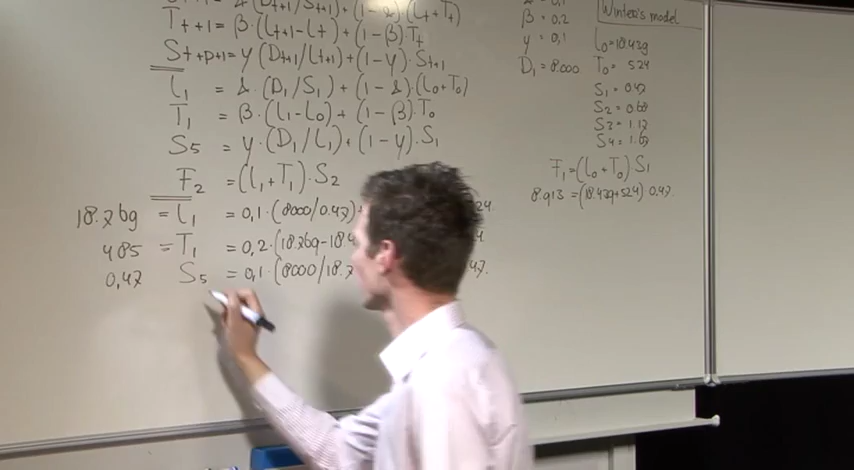 Tt+1 = β·(Lt+1-Lt)+(1-β)·Tt
St+p+1= γ(Dt+1/Lt+1)+(1-γ)·St+1
L1 = α·(D1/S1)+(1-α)·(L0+T0)
T1 = β·(L1-L0)+(1-β)·T0
S5 = γ·(D1/L1)+(1-γ)·S1
F2 = (L1+T1)·S2
18.769 = L1 = 0,1·(8000/0.47)+
485 = T1 = 0,2·(18.769-184
0,47 S5 = 0,1·(8000/18.7
Winter's model
β = 0,2
γ = 0,1
D1 = 8.000
L0=18.439
T0= 524
S1 = 0.47
S2 = 0.68
S3 = 1.17
S4 = 1.67
F1=(L0+T0)S1
8.913 =(18.439+524) 0.47.